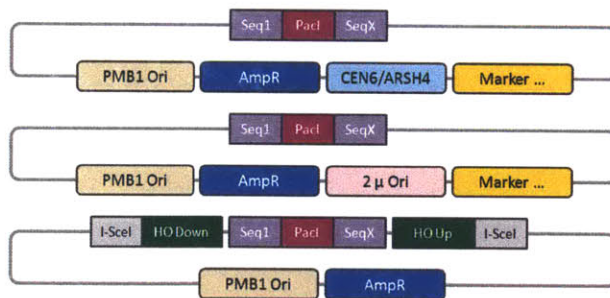 Seq1 PacI SeqX
PMB1 Ori AmpR CEN6/ARSH4 Marker ...
Seq1 PacI SeqX
PMB1 Ori AmpR 2 μ Ori Marker ...
I-SceI HO Down Seq1 PacI SeqX HO Up I-SceI
PMB1 Ori AmpR